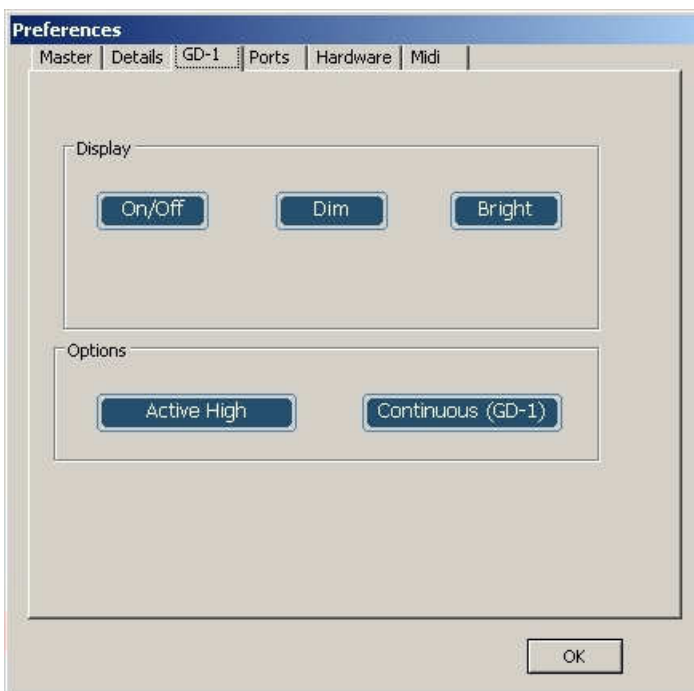 Preferences
Master Details GD-1 Ports Hardware Midi
Display
On/Off Dim Bright
Options
Active High Continuous (GD-1)
OK